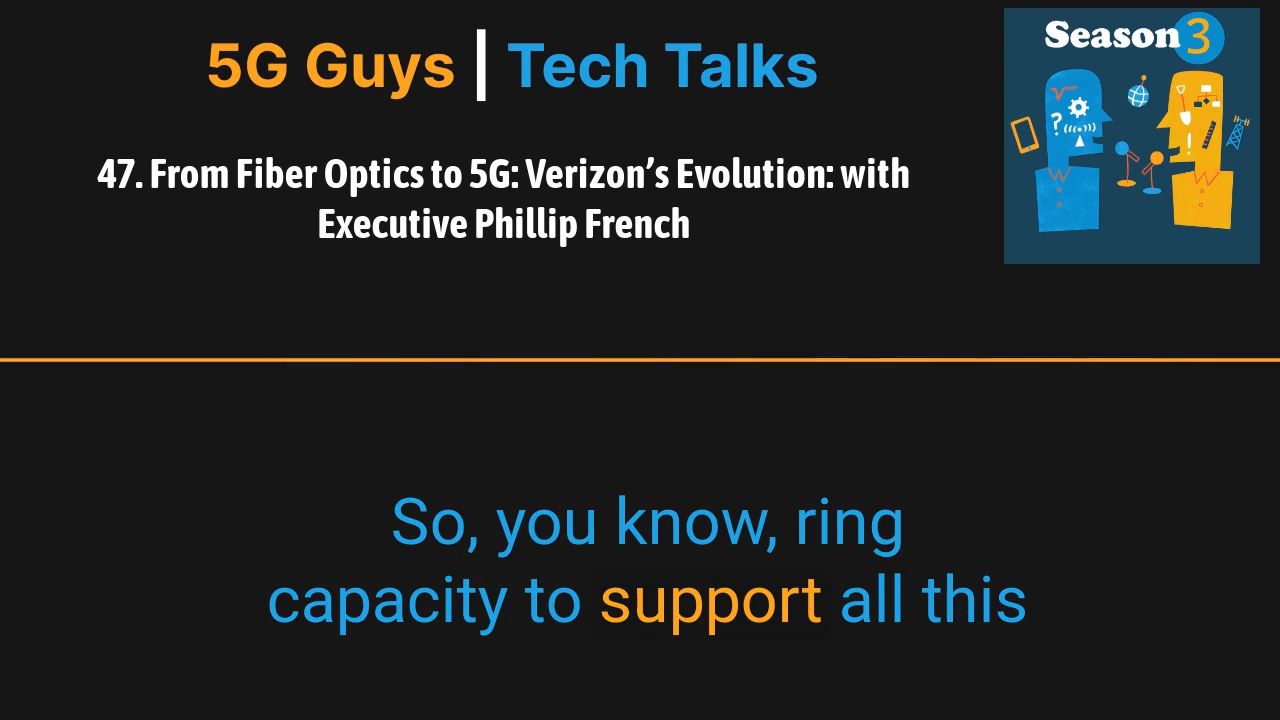 5G Guys | Tech Talks
Season 3
47. From Fiber Optics to 5G: Verizon’s Evolution: with
Executive Phillip French
?
!
So, you know, ring
capacity to support all this